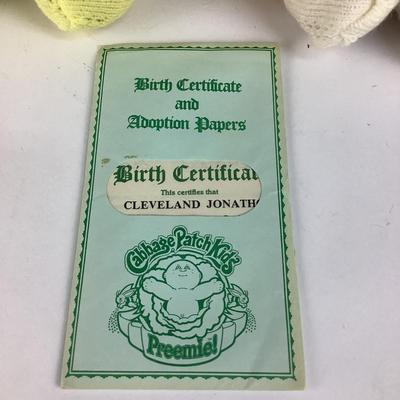 Birth Certificate
and
Adoption Papers
Birth Certificat
This certifies that
CLEVELAND JONATH
Cabbage Patch Kids
Preemie!